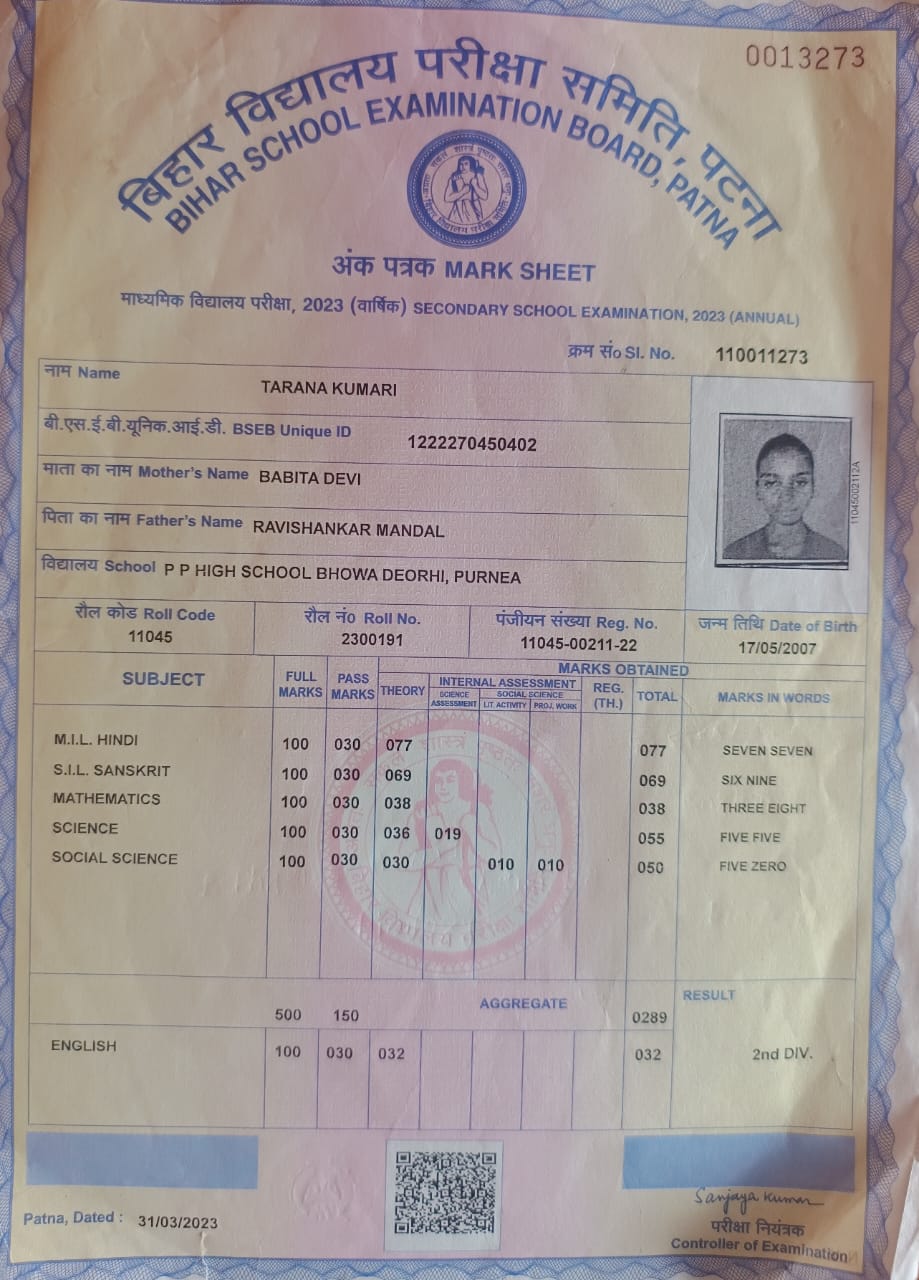 0013273
बिहार विद्यालय परीक्षा समिति, पटना
BIHAR SCHOOL EXAMINATION BOARD, PATNA
अंक पत्रक MARK SHEET
माध्यमिक विद्यालय परीक्षा, 2023 (वार्षिक) SECONDARY SCHOOL EXAMINATION, 2023 (ANNUAL)
क्रम सं० Sl. No. 110011273
नाम Name TARANA KUMARI
बी.एस.ई.बी.यूनिक.आई.डी. BSEB Unique ID 1222270450402
माता का नाम Mother's Name BABITA DEVI
पिता का नाम Father's Name RAVISHANKAR MANDAL
विद्यालय School P P HIGH SCHOOL BHOWA DEORHI, PURNEA
11045002112A
रौल कोड Roll Code रौल नं० Roll No. पंजीयन संख्या Reg. No. जन्म तिथि Date of Birth
11045 2300191 11045-00211-22 17/05/2007
MARKS OBTAINED
SUBJECT FULL MARKS PASS MARKS THEORY INTERNAL ASSESSMENT REG. (TH.) TOTAL MARKS IN WORDS
SCIENCE ASSESSMENT SOCIAL SCIENCE LIT. ACTIVITY PROJ. WORK
M.I.L. HINDI 100 030 077 077 SEVEN SEVEN
S.I.L. SANSKRIT 100 030 069 069 SIX NINE
MATHEMATICS 100 030 038 038 THREE EIGHT
SCIENCE 100 030 036 019 055 FIVE FIVE
SOCIAL SCIENCE 100 030 030 010 010 050 FIVE ZERO
500 150 AGGREGATE 0289 RESULT
ENGLISH 100 030 032 032 2nd DIV.
Sanjaya Kumar
Patna, Dated : 31/03/2023
परीक्षा नियंत्रक
Controller of Examination